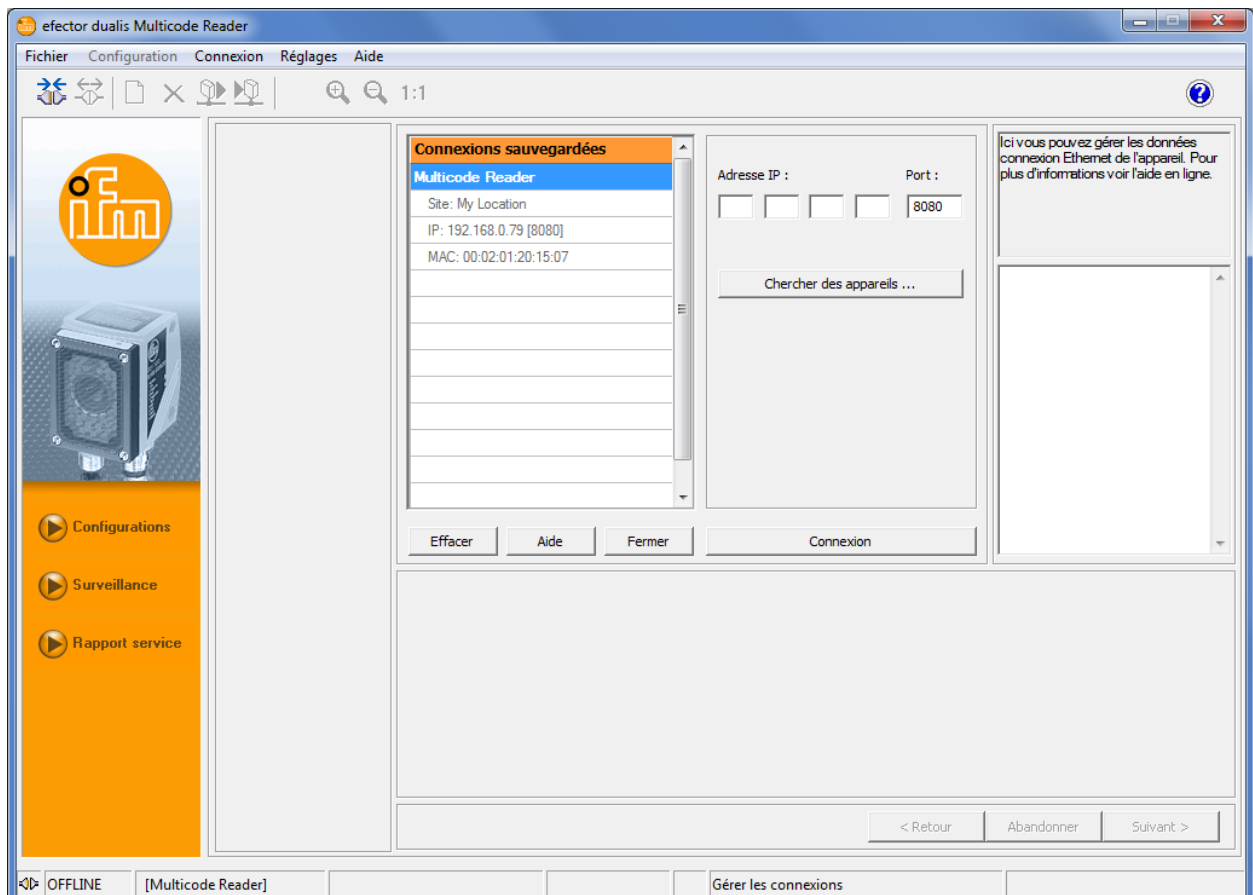 efector dualis Multicode Reader
Fichier Configuration Connexion Réglages Aide
1:1
ifm
Configurations
Surveillance
Rapport service
Connexions sauvegardées
Multicode Reader
Site: My Location
IP: 192.168.0.79 [8080]
MAC: 00:02:01:20:15:07
Effacer Aide Fermer
Adresse IP : Port :
8080
Chercher des appareils ...
Connexion
Ici vous pouvez gérer les données
connexion Ethernet de l'appareil. Pour
plus d'informations voir l'aide en ligne.
< Retour Abandonner Suivant >
OFFLINE [Multicode Reader] Gérer les connexions